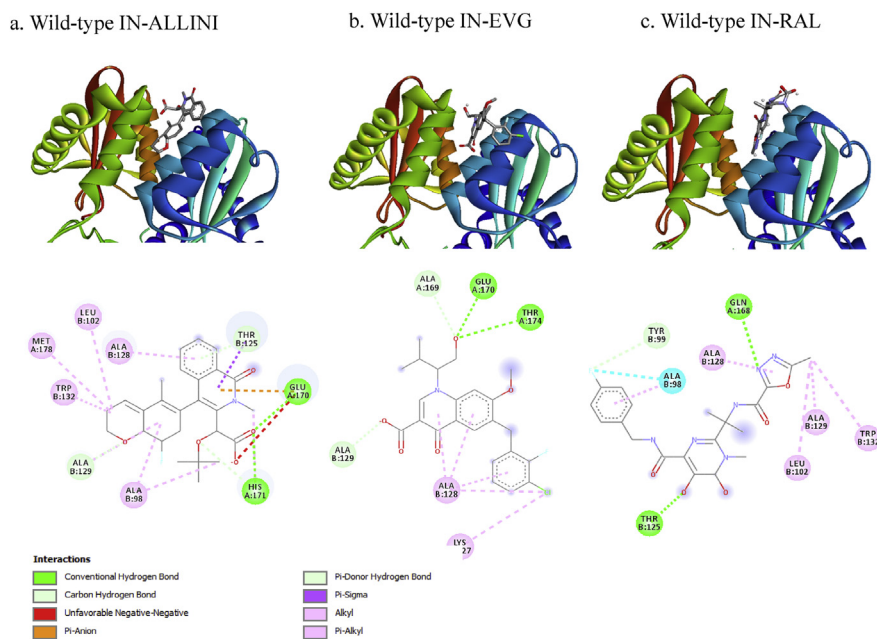 a. Wild-type IN-ALLINI
b. Wild-type IN-EVG
c. Wild-type IN-RAL
LEU
B:102
MET
A:178
ALA
B:128
THR
B:125
TRP
B:132
GLU
A:170
ALA
B:129
ALA
B:98
HIS
A:171
ALA
A:169
GLU
A:170
THR
A:174
ALA
B:129
ALA
B:128
LYS
27
GLN
A:168
TYR
B:99
ALA
B:128
ALA
B:98
ALA
B:129
TRP
B:132
LEU
B:102
THR
B:125
Interactions
Conventional Hydrogen Bond
Carbon Hydrogen Bond
Unfavorable Negative-Negative
Pi-Anion
Pi-Donor Hydrogen Bond
Pi-Sigma
Alkyl
Pi-Alkyl